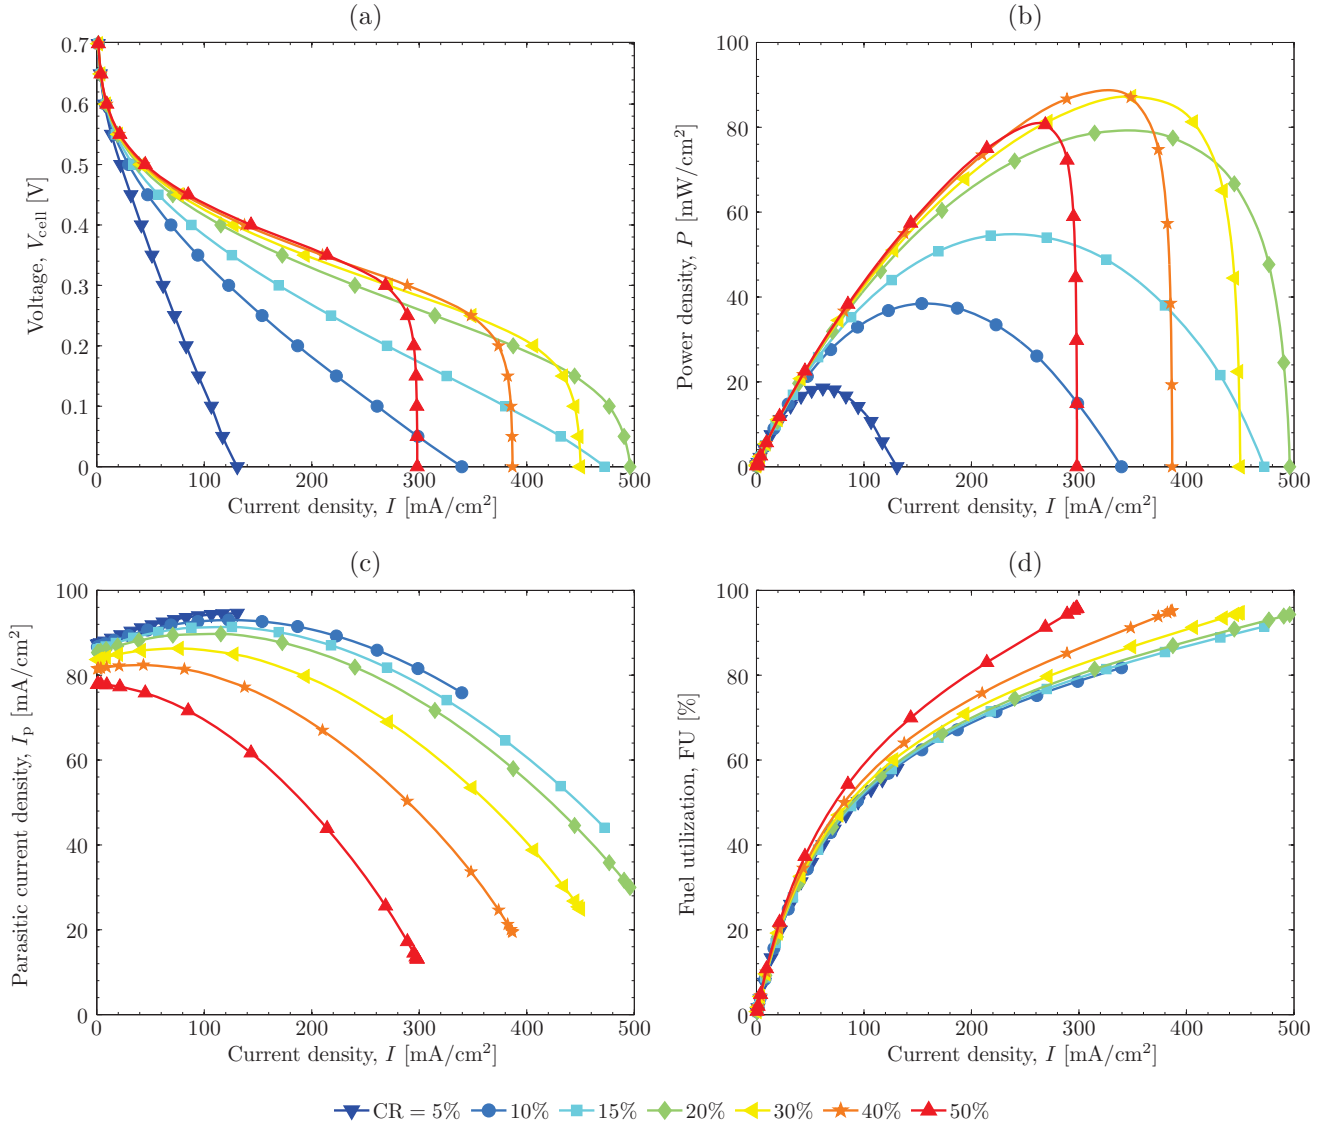 (a)
0.7
0.6
0.5
0.4
0.3
0.2
0.1
0
Voltage, V_cell [V]
0 100 200 300 400 500
Current density, I [mA/cm²]
(b)
100
80
60
40
20
0
Power density, P [mW/cm²]
0 100 200 300 400 500
Current density, I [mA/cm²]
(c)
100
80
60
40
20
0
Parasitic current density, I_p [mA/cm²]
0 100 200 300 400 500
Current density, I [mA/cm²]
(d)
100
80
60
40
20
0
Fuel utilization, FU [%]
0 100 200 300 400 500
Current density, I [mA/cm²]
CR = 5% 10% 15% 20% 30% 40% 50%